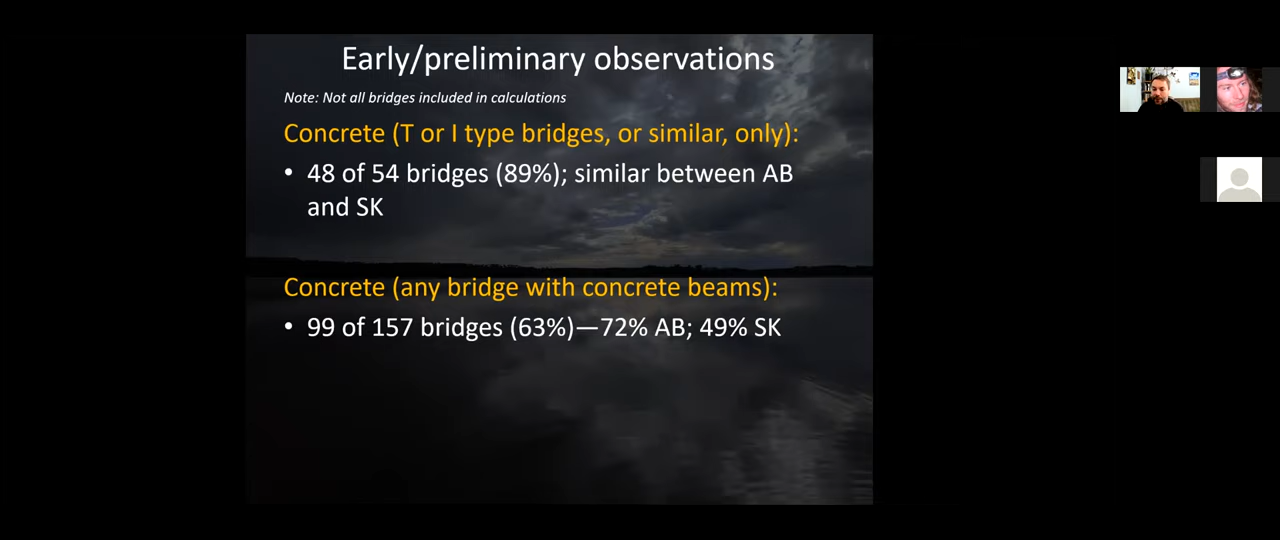 Early/preliminary observations
Note: Not all bridges included in calculations
Concrete (T or I type bridges, or similar, only):
• 48 of 54 bridges (89%); similar between AB
and SK
Concrete (any bridge with concrete beams):
• 99 of 157 bridges (63%)—72% AB; 49% SK